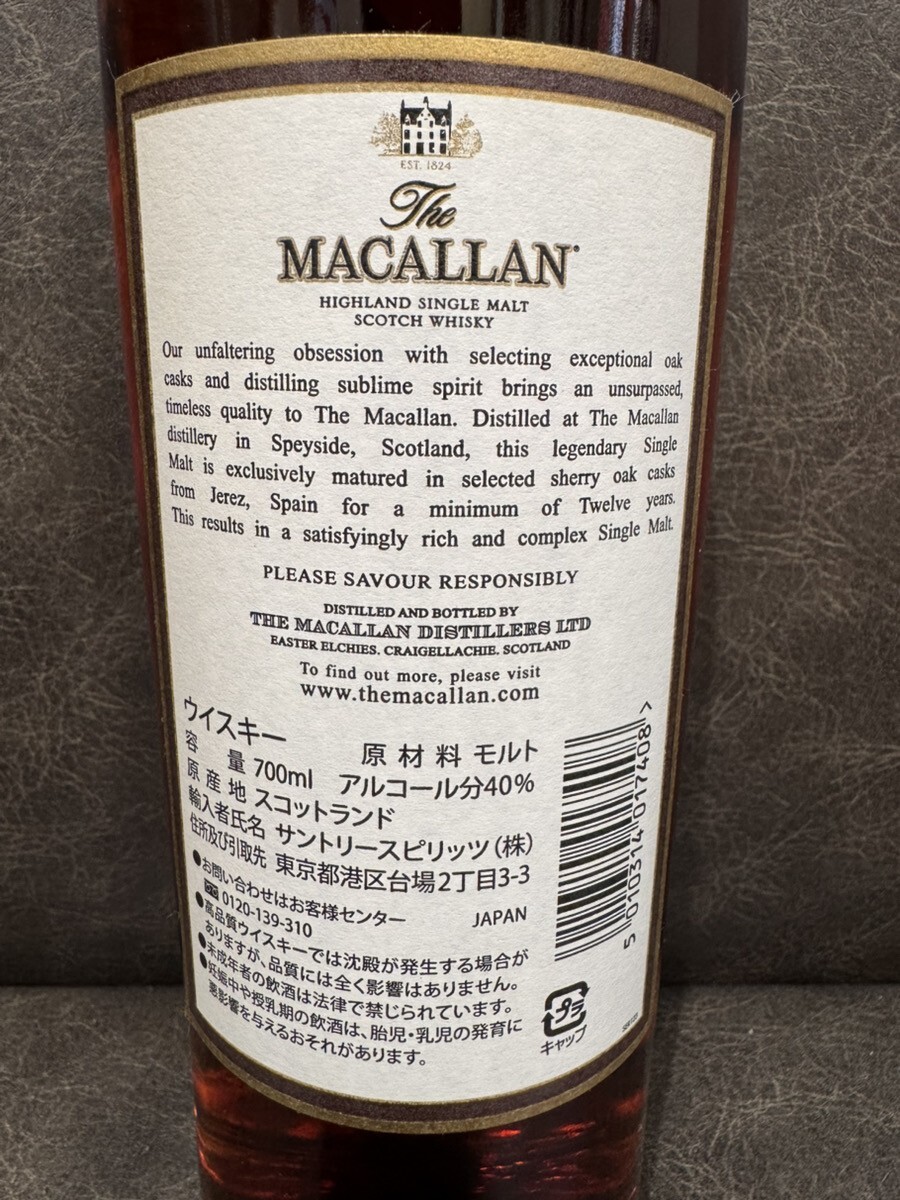 EST. 1824
The
MACALLAN
HIGHLAND SINGLE MALT
SCOTCH WHISKY
Our unfaltering obsession with selecting exceptional oak
casks and distilling sublime spirit brings an unsurpassed,
timeless quality to The Macallan. Distilled at The Macallan
distillery in Speyside, Scotland, this legendary Single
Malt is exclusively matured in selected sherry oak casks
from Jerez, Spain for a minimum of Twelve years.
This results in a satisfyingly rich and complex Single Malt.
PLEASE SAVOUR RESPONSIBLY
DISTILLED AND BOTTLED BY
THE MACALLAN DISTILLERS LTD
EASTER ELCHIES. CRAIGELLACHIE. SCOTLAND
To find out more, please visit
www.themacallan.com
ウイスキー 原材料 モルト
容量 700ml アルコール分40%
原産地 スコットランド
輸入者氏名 サントリースピリッツ(株)
住所及び引取先 東京都港区台場2丁目3-3
●お問い合わせはお客様センター
0120-139-310 JAPAN
●高品質ウイスキーでは沈殿が発生する場合が
ありますが、品質には全く影響はありません。
●未成年者の飲酒は法律で禁じられています。
●妊娠中や授乳期の飲酒は、胎児・乳児の発育に
悪影響を与えるおそれがあります。
5 010314 017408 >
プラ
キャップ